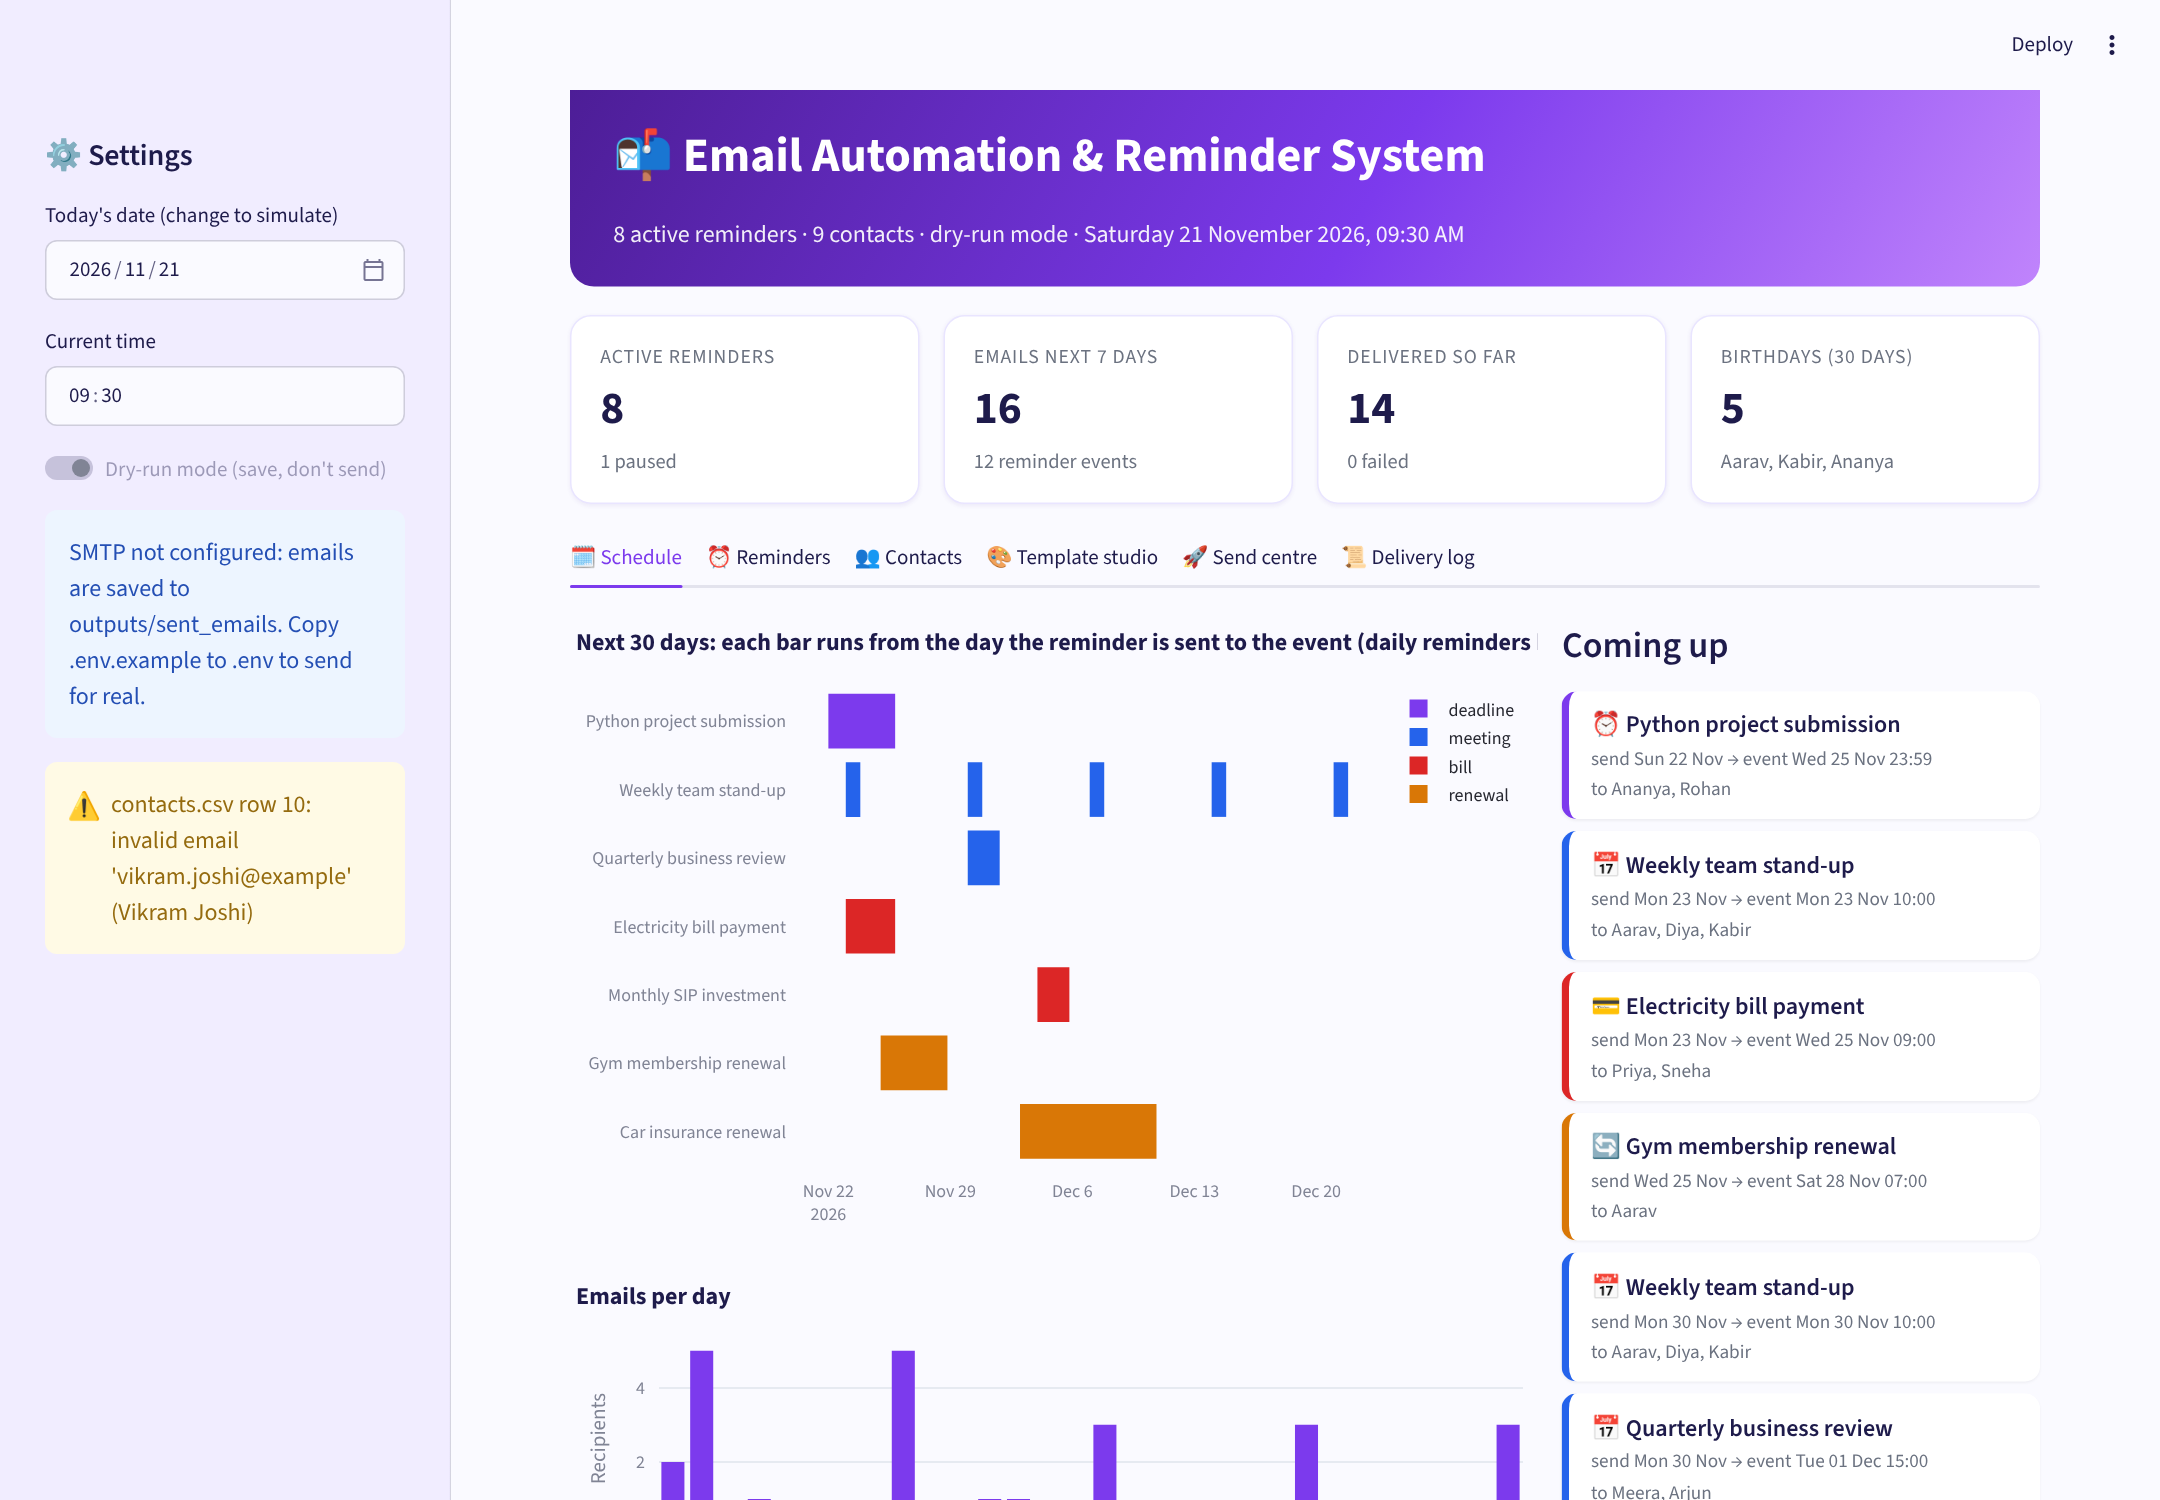 Deploy
⚙️ Settings
Today's date (change to simulate)
2026/11/21
Current time
09:30
Dry-run mode (save, don't send)
SMTP not configured: emails
are saved to
outputs/sent_emails. Copy
.env.example to .env to send
for real.
⚠️ contacts.csv row 10:
invalid email
'vikram.joshi@example'
(Vikram Joshi)
📬 Email Automation & Reminder System
8 active reminders · 9 contacts · dry-run mode · Saturday 21 November 2026, 09:30 AM
ACTIVE REMINDERS
8
1 paused
EMAILS NEXT 7 DAYS
16
12 reminder events
DELIVERED SO FAR
14
0 failed
BIRTHDAYS (30 DAYS)
5
Aarav, Kabir, Ananya
🗓️ Schedule
⏰ Reminders
👥 Contacts
🎨 Template studio
🚀 Send centre
📜 Delivery log
Next 30 days: each bar runs from the day the reminder is sent to the event (daily reminders
Python project submission
Weekly team stand-up
Quarterly business review
Electricity bill payment
Monthly SIP investment
Gym membership renewal
Car insurance renewal
Nov 22
2026
Nov 29
Dec 6
Dec 13
Dec 20
deadline
meeting
bill
renewal
Emails per day
Recipients
4
2
Coming up
⏰ Python project submission
send Sun 22 Nov → event Wed 25 Nov 23:59
to Ananya, Rohan
📅 Weekly team stand-up
send Mon 23 Nov → event Mon 23 Nov 10:00
to Aarav, Diya, Kabir
💳 Electricity bill payment
send Mon 23 Nov → event Wed 25 Nov 09:00
to Priya, Sneha
🔄 Gym membership renewal
send Wed 25 Nov → event Sat 28 Nov 07:00
to Aarav
📅 Weekly team stand-up
send Mon 30 Nov → event Mon 30 Nov 10:00
to Aarav, Diya, Kabir
📅 Quarterly business review
send Mon 30 Nov → event Tue 01 Dec 15:00
to Meera, Arjun